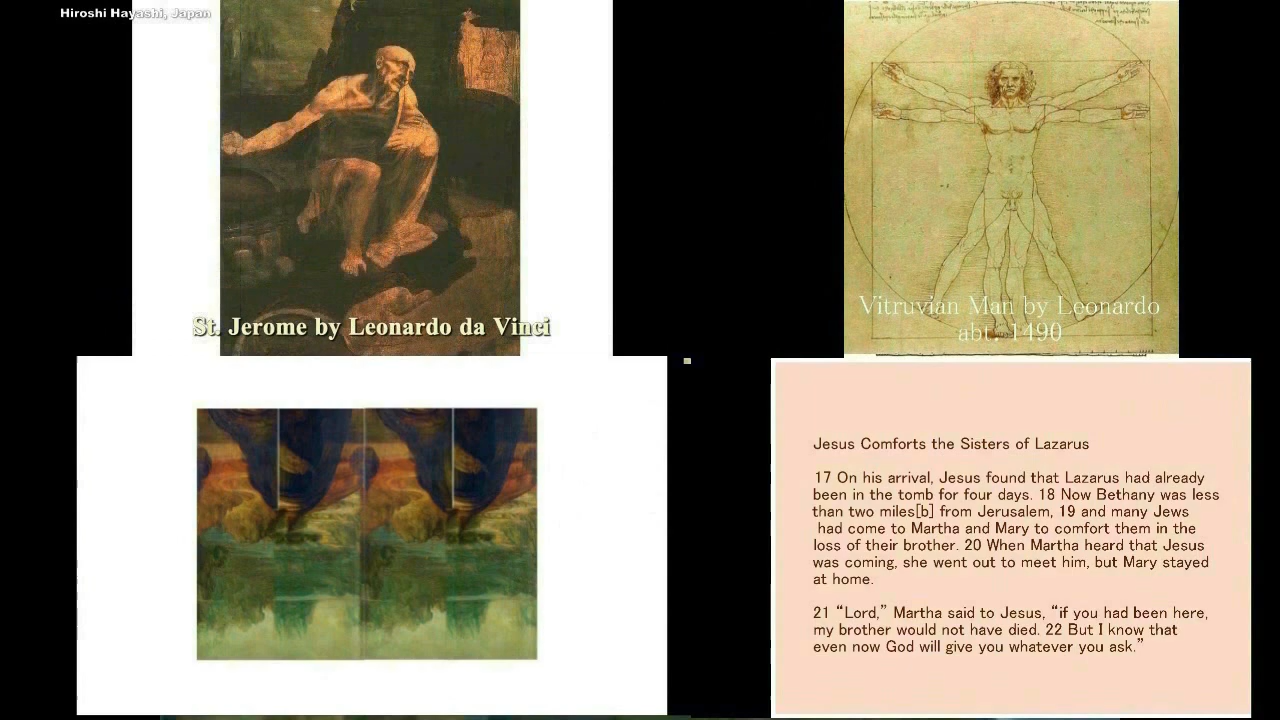 Hiroshi Hayashi, Japan
St. Jerome by Leonardo da Vinci
Vitruvian Man by Leonardo
abt. 1490
Jesus Comforts the Sisters of Lazarus
17 On his arrival, Jesus found that Lazarus had already
been in the tomb for four days. 18 Now Bethany was less
than two miles[b] from Jerusalem, 19 and many Jews
had come to Martha and Mary to comfort them in the
loss of their brother. 20 When Martha heard that Jesus
was coming, she went out to meet him, but Mary stayed
at home.
21 “Lord,” Martha said to Jesus, “if you had been here,
my brother would not have died. 22 But I know that
even now God will give you whatever you ask.”